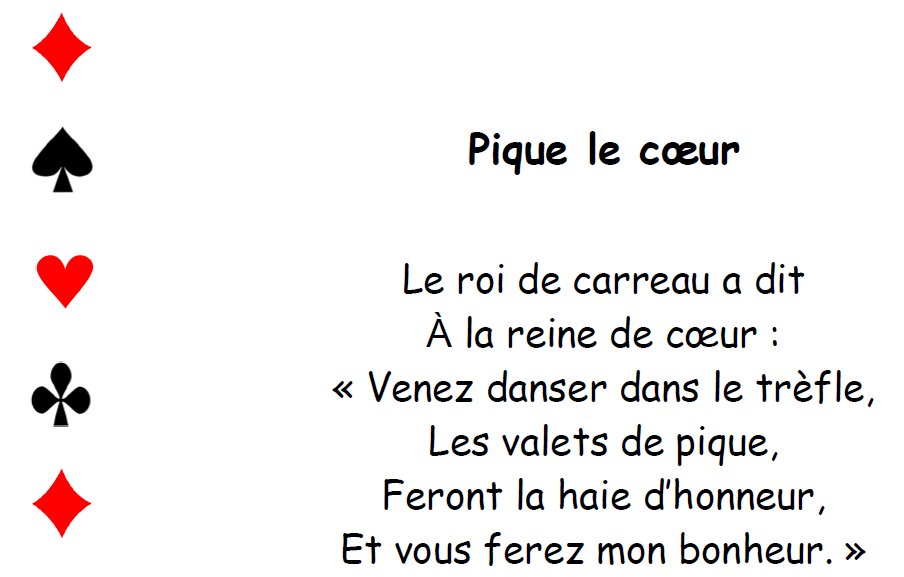 Pique le cœur
Le roi de carreau a dit
À la reine de cœur :
« Venez danser dans le trèfle,
Les valets de pique,
Feront la haie d’honneur,
Et vous ferez mon bonheur. »